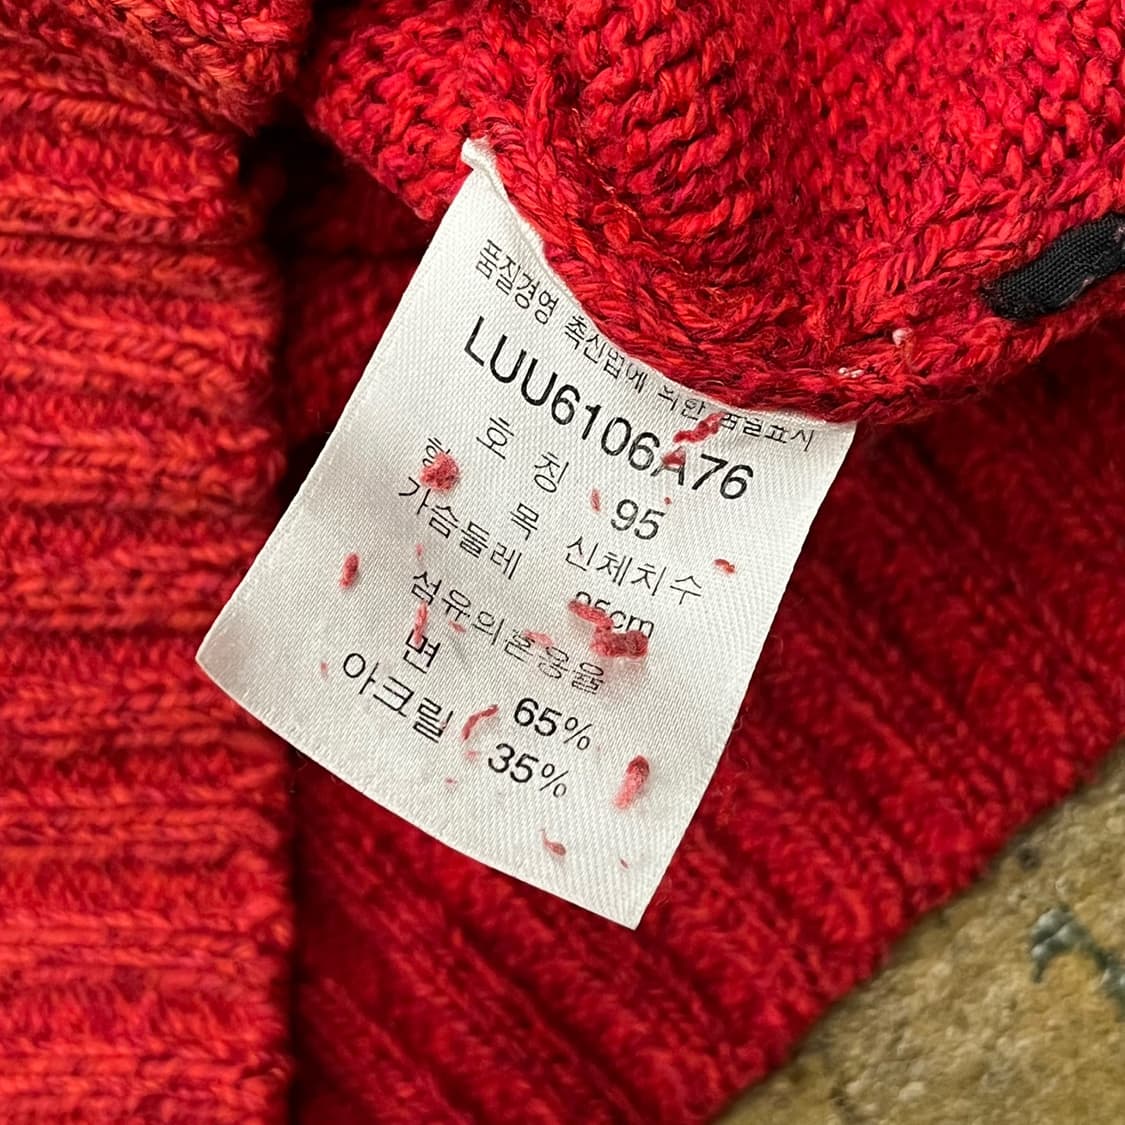 품질경영 촉진법에 의한 품질표시
LUU6106A76
호 칭 95
항 목 신체치수
가슴둘레 95cm
섬유의혼용율
면 65%
아크릴 35%